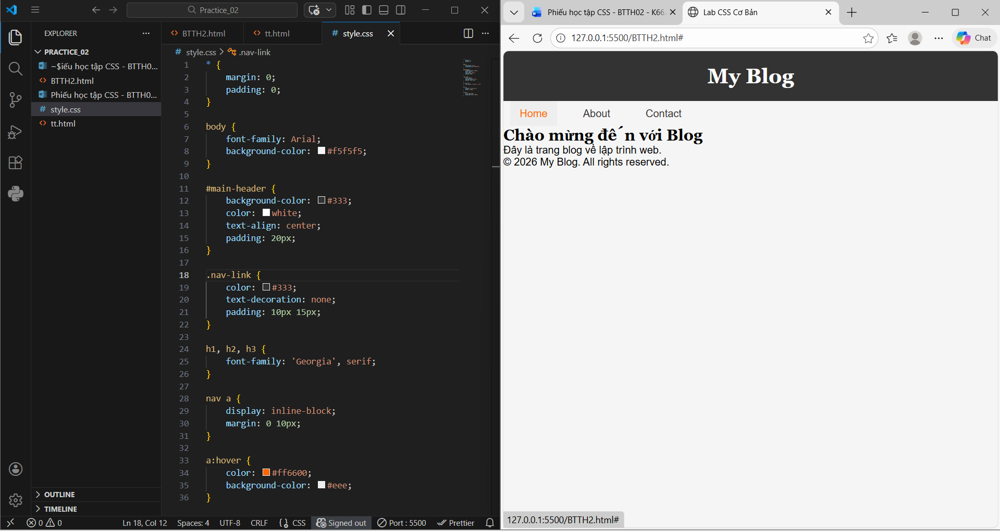 Practice_02
EXPLORER
PRACTICE_02
~$iếu học tập CSS - BTTH0...
BTTH2.html
Phiếu học tập CSS - BTTH0...
style.css
tt.html
OUTLINE
TIMELINE
BTTH2.html
tt.html
style.css
style.css > .nav-link
1 * {
2 margin: 0;
3 padding: 0;
4 }
5
6 body {
7 font-family: Arial;
8 background-color: #f5f5f5;
9 }
10
11 #main-header {
12 background-color: #333;
13 color: white;
14 text-align: center;
15 padding: 20px;
16 }
17
18 .nav-link {
19 color: #333;
20 text-decoration: none;
21 padding: 10px 15px;
22 }
23
24 h1, h2, h3 {
25 font-family: 'Georgia', serif;
26 }
27
28 nav a {
29 display: inline-block;
30 margin: 0 10px;
31 }
32
33 a:hover {
34 color: #ff6600;
35 background-color: #eee;
36 }
0 0 Ln 18, Col 12 Spaces: 4 UTF-8 CRLF {} CSS Signed out Port : 5500 Prettier
Phiếu học tập CSS - BTTH02 - K66.
Lab CSS Cơ Bản
127.0.0.1:5500/BTTH2.html#
Chat
My Blog
Home About Contact
Chào mừng đến với Blog
Đây là trang blog về lập trình web.
© 2026 My Blog. All rights reserved.
127.0.0.1:5500/BTTH2.html#